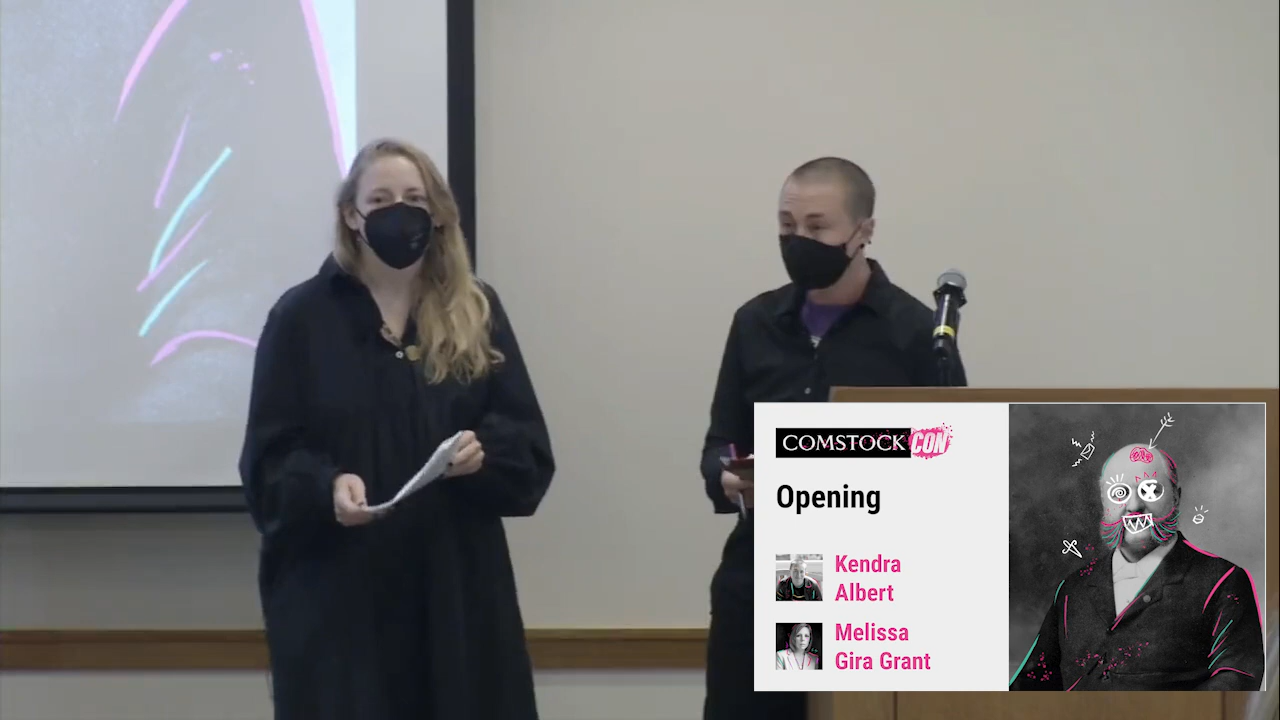 COMSTOCK CON
Opening
Kendra
Albert
Melissa
Gira Grant